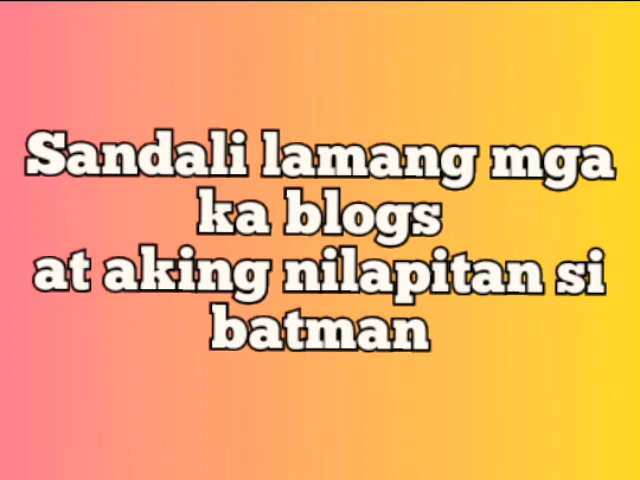 Sandali lamang mga
ka blogs
at aking nilapitan si
batman